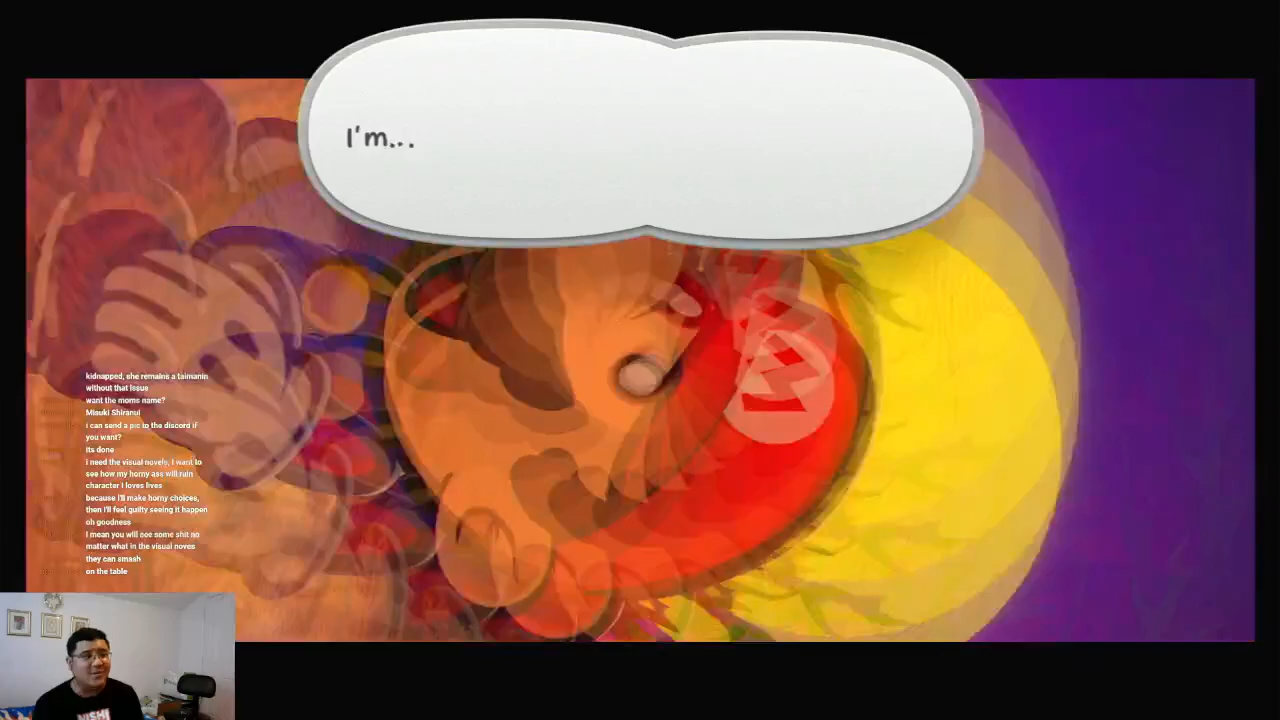 I'm...
kidnapped, she remains a taimanin
without that issue
want the moms name?
Misuki Shiranui
i can send a pic to the discord if
you want?
its done
i need the visual novels, I want to
see how my horny ass will ruin
character I loves lives
because I'll make horny choices,
then I'll feel guilty seeing it happen
oh goodness
I mean you will see some shit no
matter what in the visual noves
they can smash
on the table